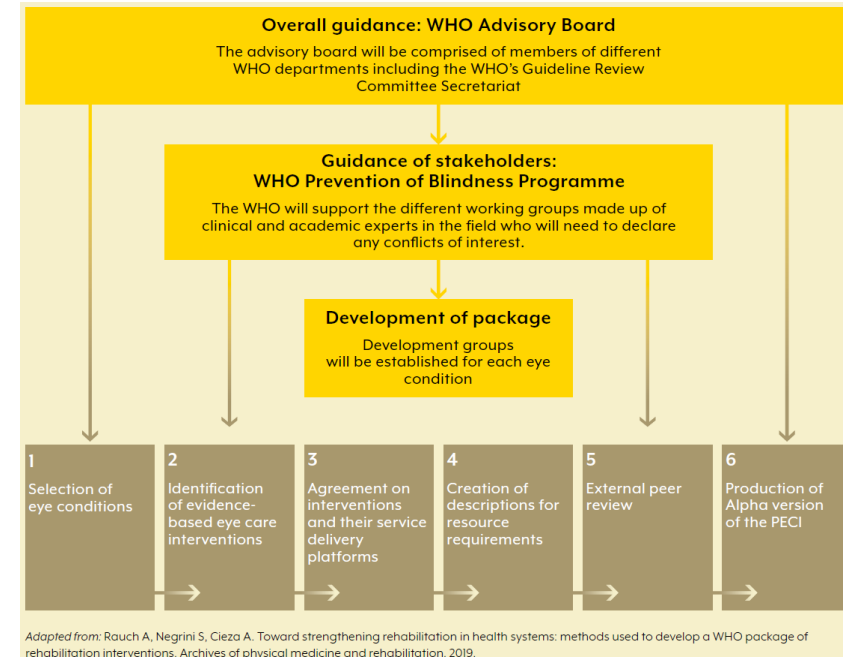 Overall guidance: WHO Advisory Board
The advisory board will be comprised of members of different
WHO departments including the WHO's Guideline Review
Committee Secretariat
Guidance of stakeholders:
WHO Prevention of Blindness Programme
The WHO will support the different working groups made up of
clinical and academic experts in the field who will need to declare
any conflicts of interest.
Development of package
Development groups
will be established for each eye
condition
1
Selection of
eye conditions
2
Identification
of evidence-
based eye care
interventions
3
Agreement on
interventions
and their service
delivery
platforms
4
Creation of
descriptions for
resource
requirements
5
External peer
review
6
Production of
Alpha version
of the PECI
Adapted from: Rauch A, Negrini S, Cieza A. Toward strengthening rehabilitation in health systems: methods used to develop a WHO package of
rehabilitation interventions. Archives of physical medicine and rehabilitation. 2019.